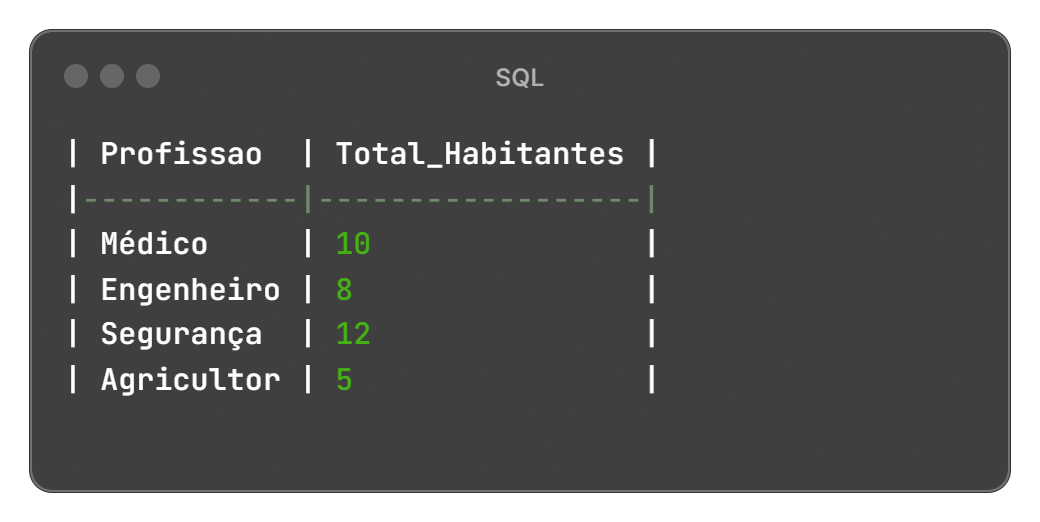 SQL
| Profissao  | Total_Habitantes |
|------------|------------------|
| Médico     | 10               |
| Engenheiro | 8                |
| Segurança  | 12               |
| Agricultor | 5                |